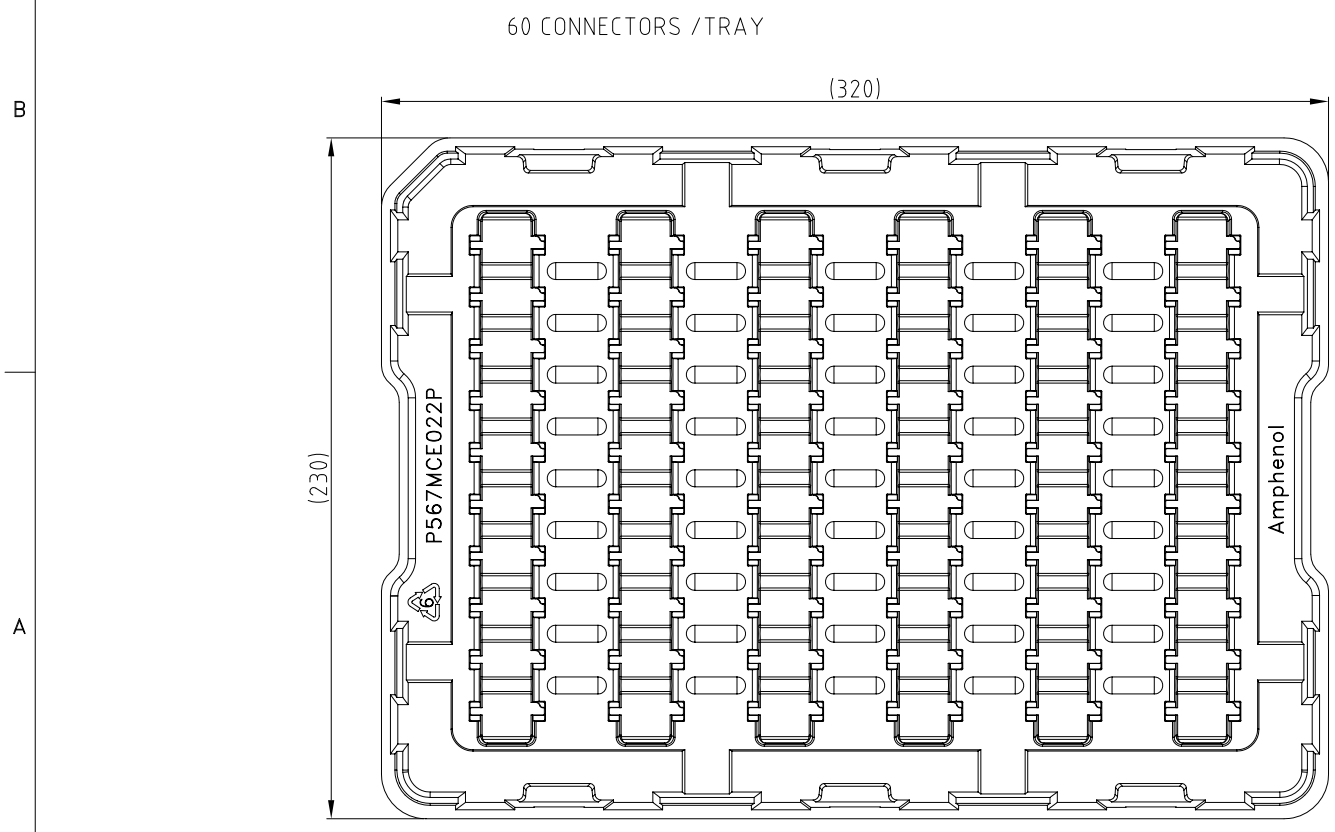 60 CONNECTORS /TRAY
(320)
B
(230)
P567MCE022P
Amphenol
6
A